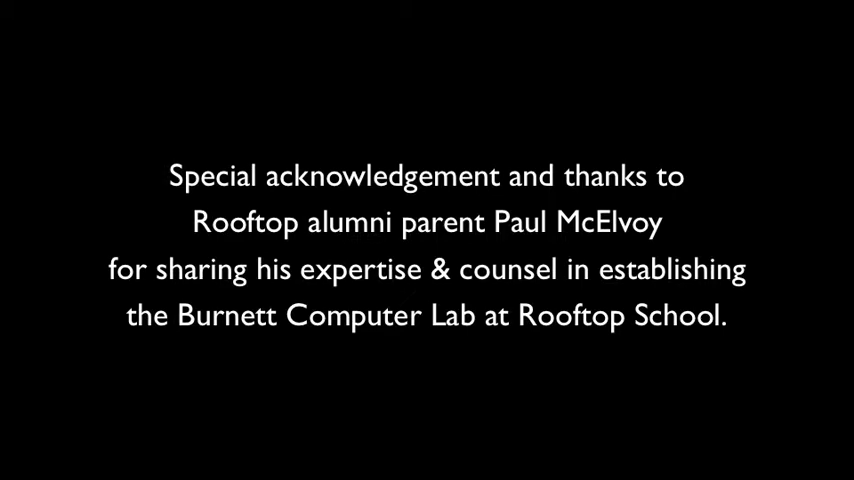 Special acknowledgement and thanks to
Rooftop alumni parent Paul McElvoy
for sharing his expertise & counsel in establishing
the Burnett Computer Lab at Rooftop School.